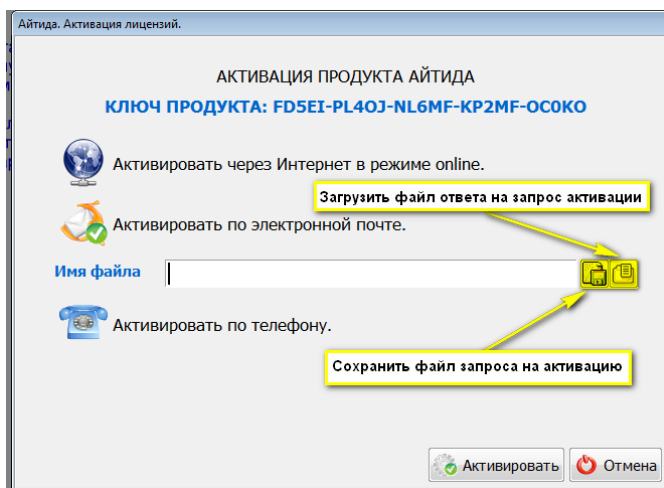 Айтида. Активация лицензий.
АКТИВАЦИЯ ПРОДУКТА АЙТИДА
КЛЮЧ ПРОДУКТА: FD5EI-PL4OJ-NL6MF-KP2MF-OC0KO
Активировать через Интернет в режиме online.
Загрузить файл ответа на запрос активации
Активировать по электронной почте.
Имя файла
Активировать по телефону.
Сохранить файл запроса на активацию
Активировать
Отмена